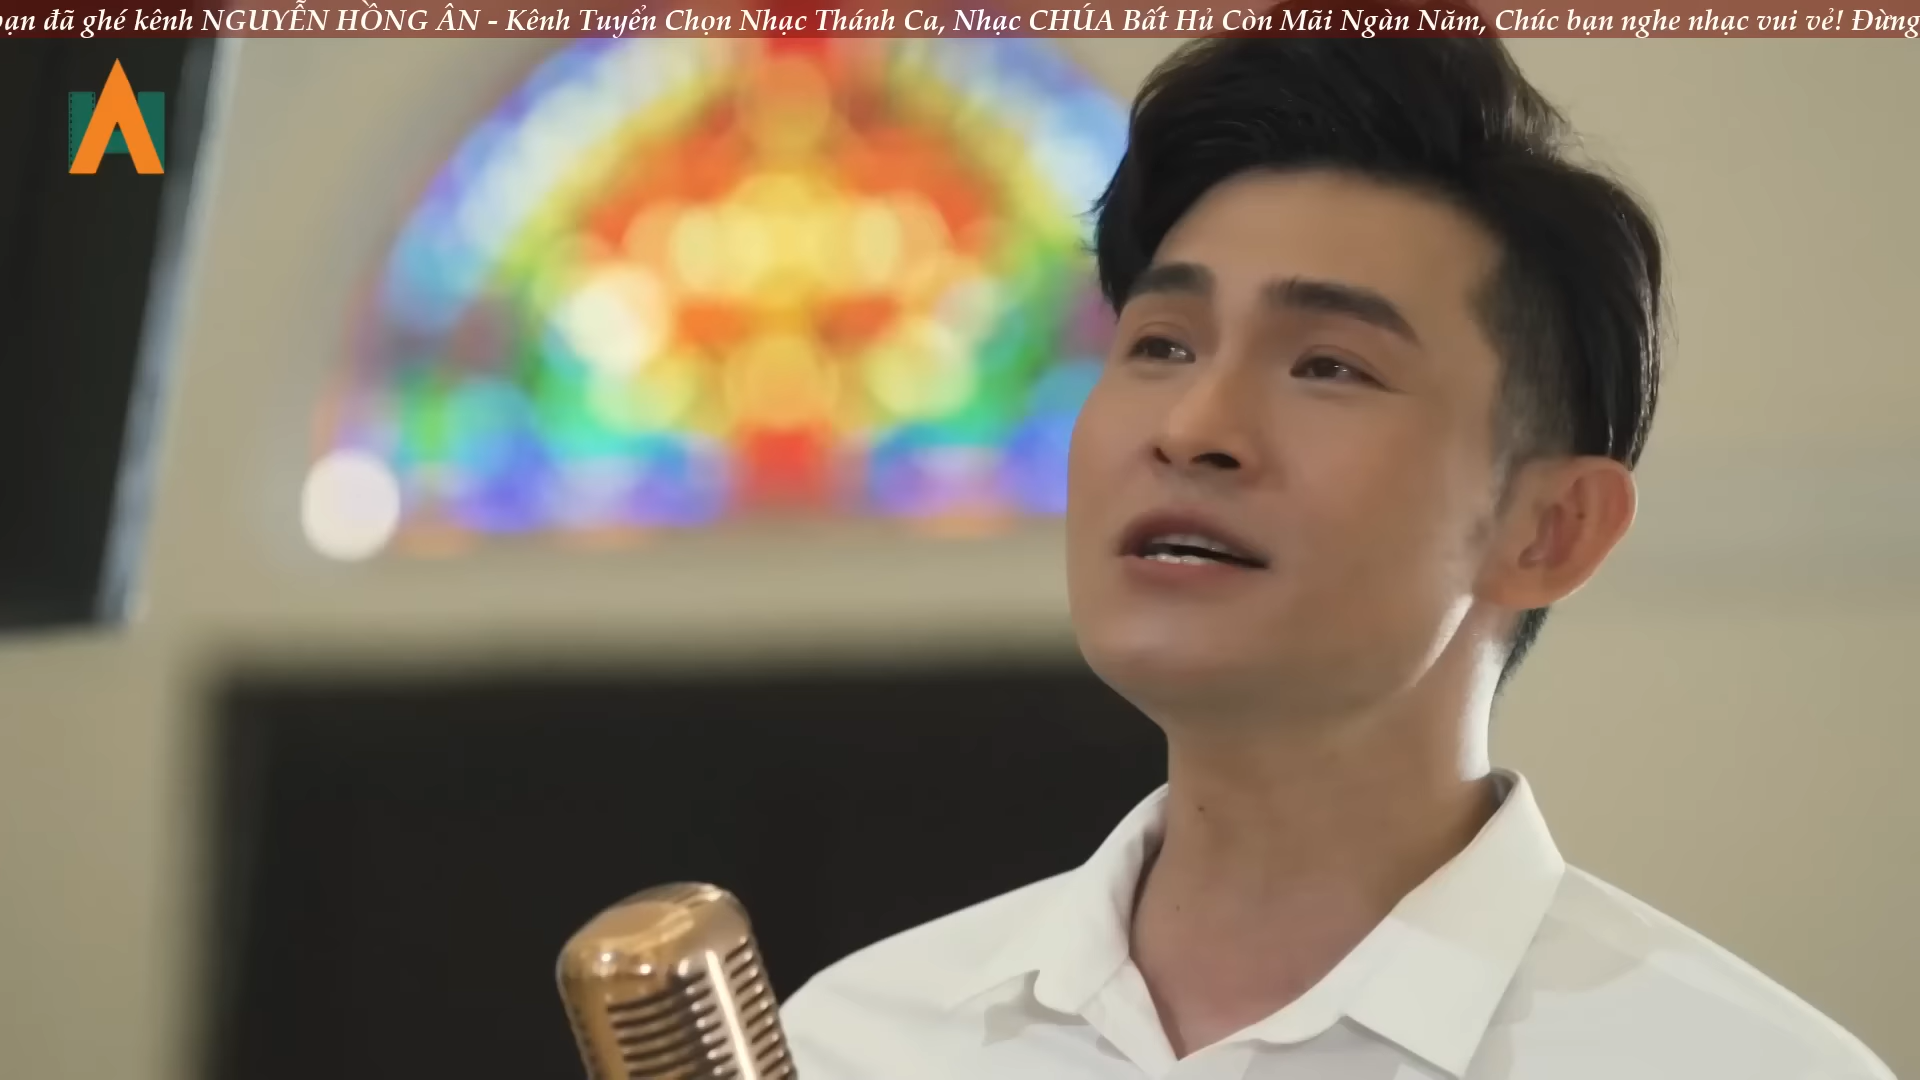 bạn đã ghé kênh NGUYỄN HỒNG ÂN - Kênh Tuyển Chọn Nhạc Thánh Ca, Nhạc CHÚA Bất Hủ Còn Mãi Ngàn Năm, Chúc bạn nghe nhạc vui vẻ! Đừng